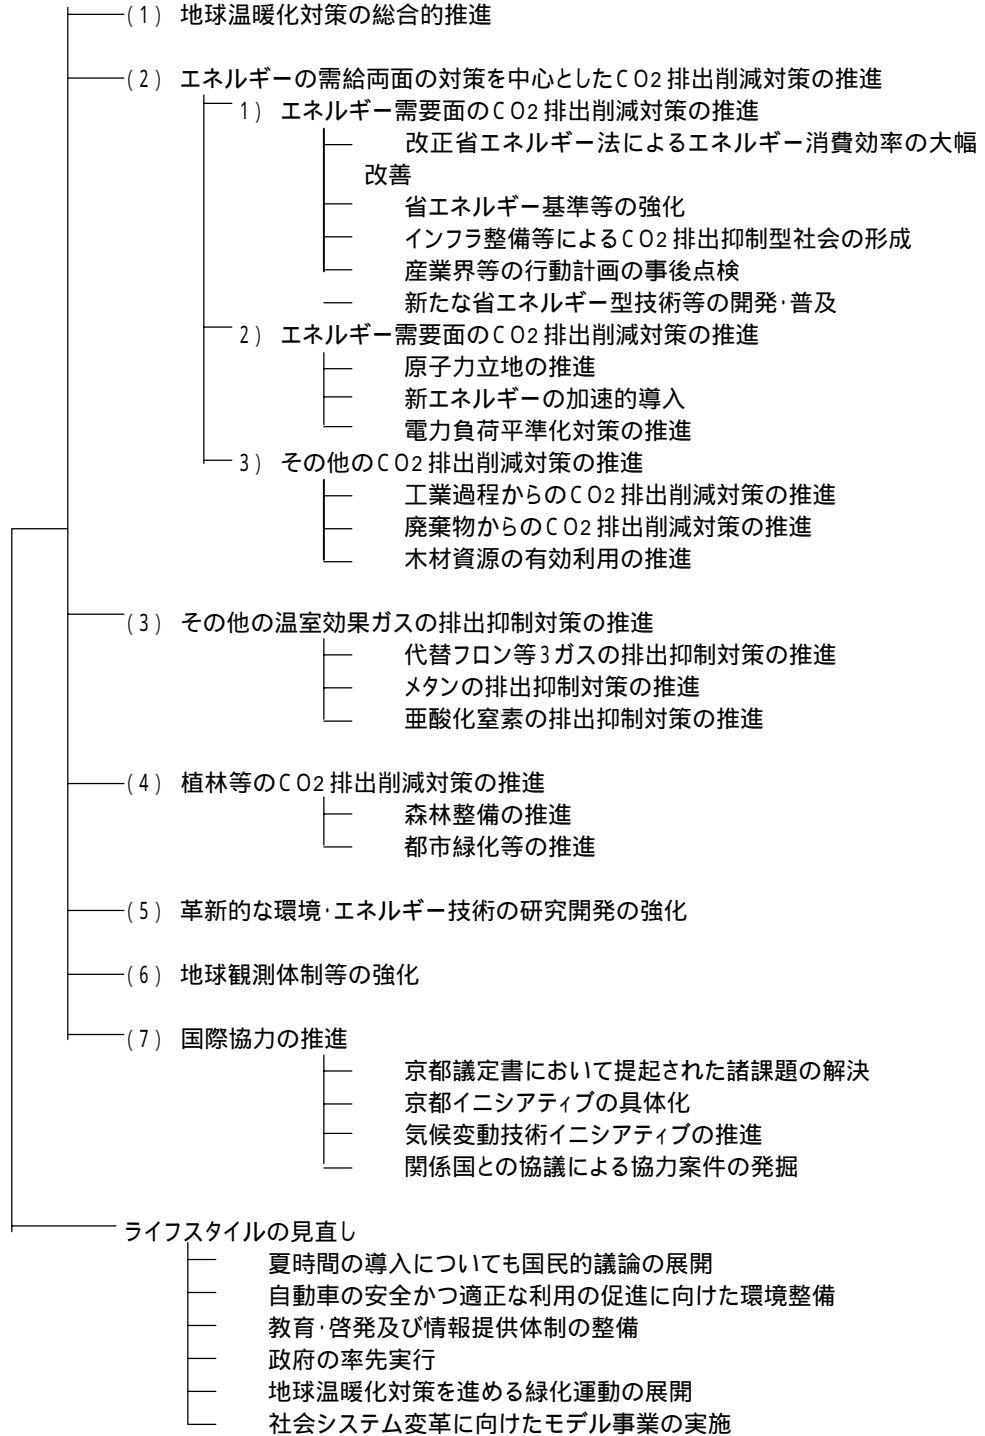 (1) 地球温暖化対策の総合的推進
(2) エネルギーの需給両面の対策を中心としたCO2排出削減対策の推進
1) エネルギー需要面のCO2排出削減対策の推進
改正省エネルギー法によるエネルギー消費効率の大幅
改善
省エネルギー基準等の強化
インフラ整備等によるCO2排出抑制型社会の形成
産業界等の行動計画の事後点検
新たな省エネルギー型技術等の開発・普及
2) エネルギー需要面のCO2排出削減対策の推進
原子力立地の推進
新エネルギーの加速的導入
電力負荷平準化対策の推進
3) その他のCO2排出削減対策の推進
工業過程からのCO2排出削減対策の推進
廃棄物からのCO2排出削減対策の推進
木材資源の有効利用の推進
(3) その他の温室効果ガスの排出抑制対策の推進
代替フロン等3ガスの排出抑制対策の推進
メタンの排出抑制対策の推進
亜酸化窒素の排出抑制対策の推進
(4) 植林等のCO2排出削減対策の推進
森林整備の推進
都市緑化等の推進
(5) 革新的な環境・エネルギー技術の研究開発の強化
(6) 地球観測体制等の強化
(7) 国際協力の推進
京都議定書において提起された諸課題の解決
京都イニシアティブの具体化
気候変動技術イニシアティブの推進
関係国との協議による協力案件の発掘
ライフスタイルの見直し
夏時間の導入についても国民的議論の展開
自動車の安全かつ適正な利用の促進に向けた環境整備
教育・啓発及び情報提供体制の整備
政府の率先実行
地球温暖化対策を進める緑化運動の展開
社会システム変革に向けたモデル事業の実施